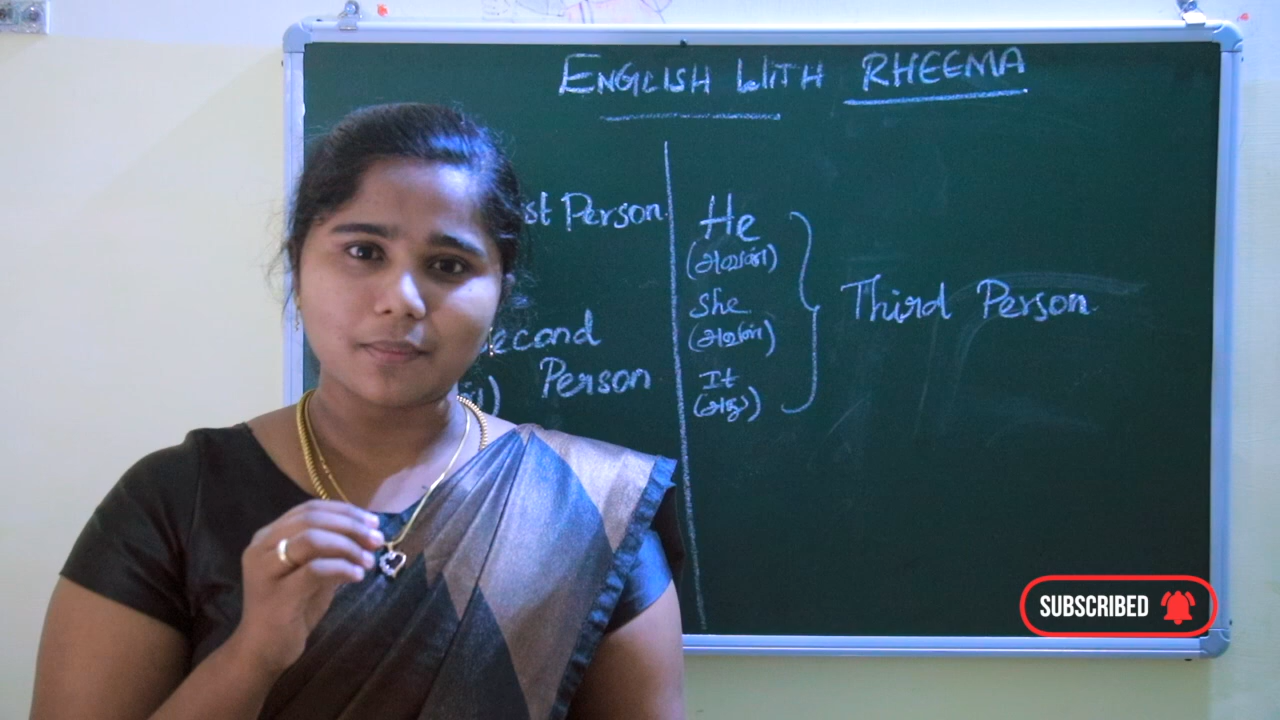 ENGLISH WITH RHEEMA
st Person
econd
Person
He
(அவன்)
She
(அவள்)
It
(அது)
Third Person
SUBSCRIBED